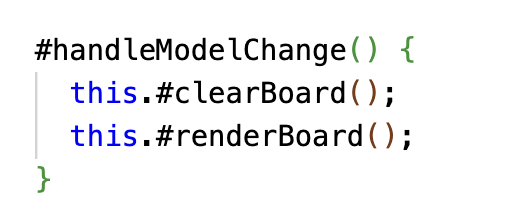 #handleModelChange() {
this.#clearBoard();
this.#renderBoard();
}